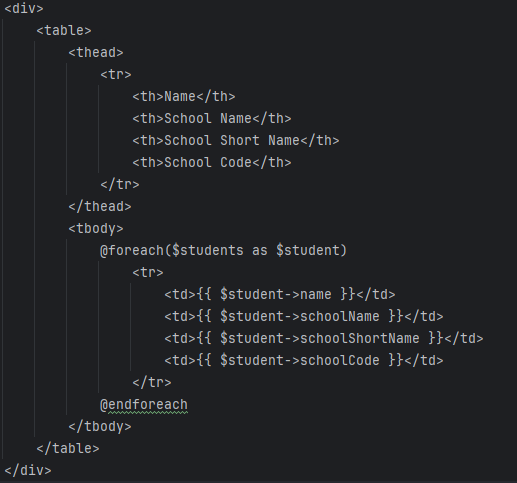 <div>
<table>
<thead>
<tr>
<th>Name</th>
<th>School Name</th>
<th>School Short Name</th>
<th>School Code</th>
</tr>
</thead>
<tbody>
@foreach($students as $student)
<tr>
<td>{{ $student->name }}</td>
<td>{{ $student->schoolName }}</td>
<td>{{ $student->schoolShortName }}</td>
<td>{{ $student->schoolCode }}</td>
</tr>
@endforeach
</tbody>
</table>
</div>